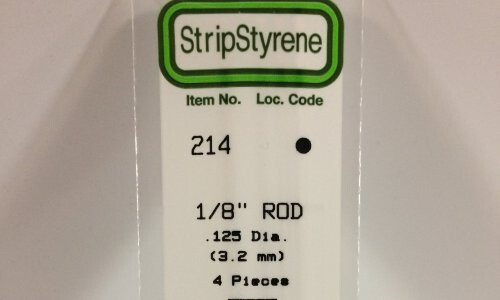 StripStyrene
Item No. Loc. Code
214 ●
1/8" ROD
.125 Dia.
(3.2 mm)
4 Pieces